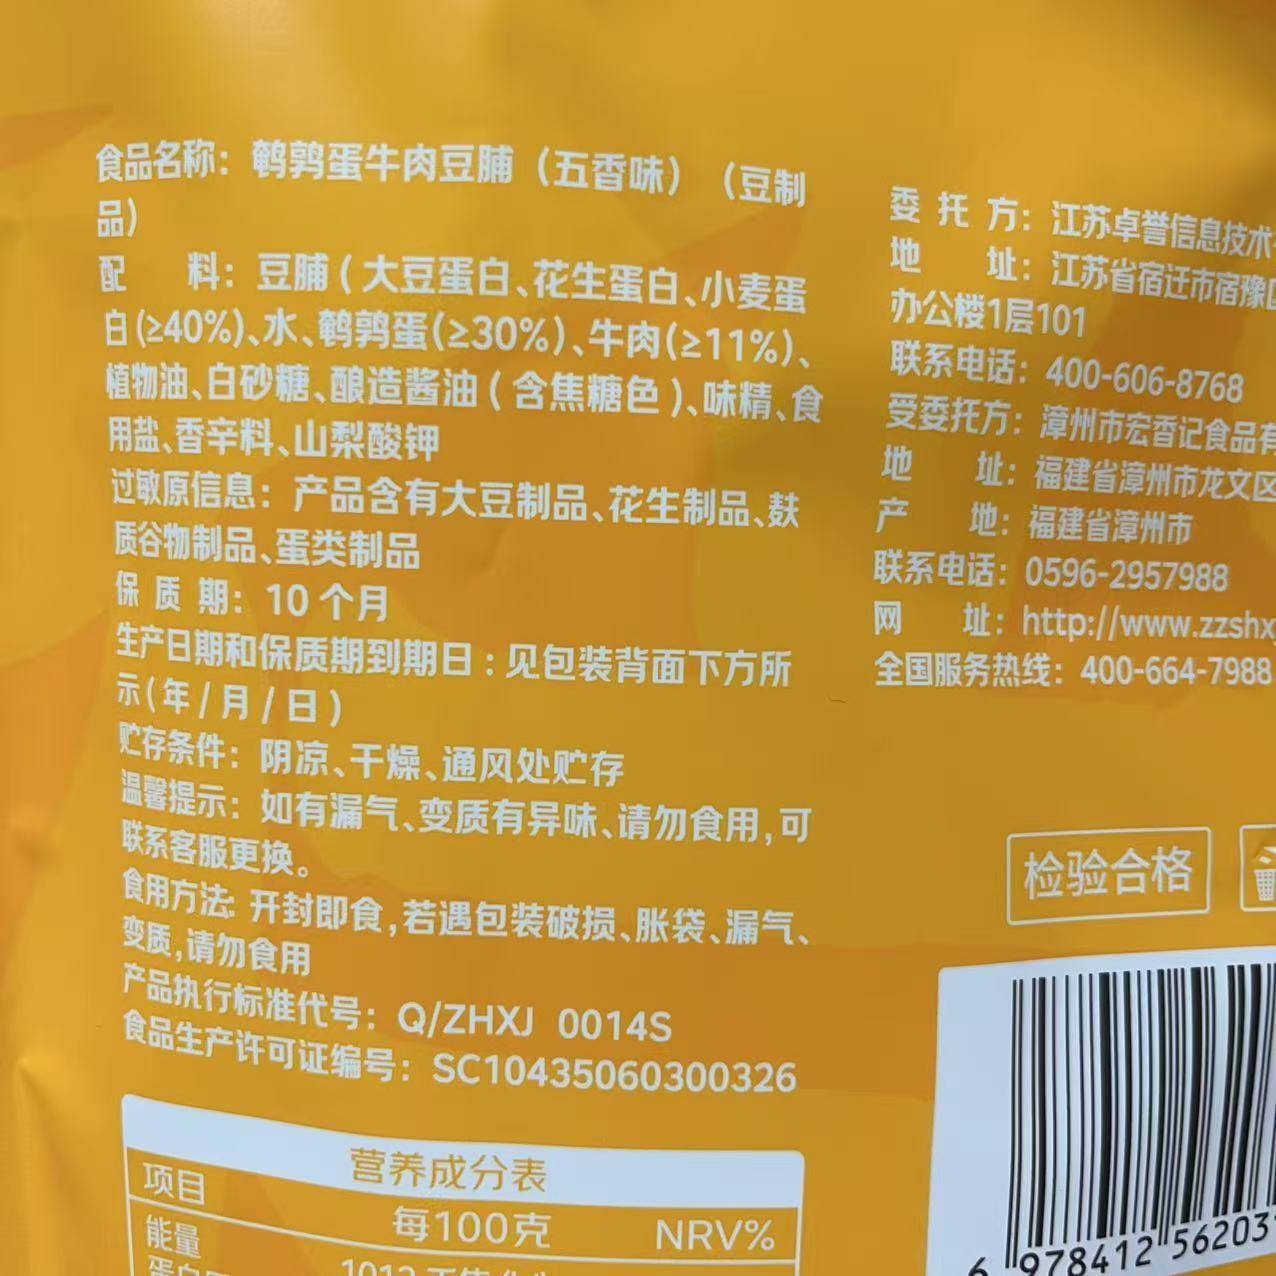 食品名称：鹌鹑蛋牛肉豆脯（五香味）（豆制
品）
配 料：豆脯（大豆蛋白、花生蛋白、小麦蛋
白(≥40%)、水、鹌鹑蛋(≥30%)、牛肉(≥11%)、
植物油、白砂糖、酿造酱油（含焦糖色）、味精、食
用盐、香辛料、山梨酸钾
过敏原信息：产品含有大豆制品、花生制品、麸
质谷物制品、蛋类制品
保 质 期：10个月
生产日期和保质期到期日：见包装背面下方所
示(年/月/日)
贮存条件：阴凉、干燥、通风处贮存
温馨提示：如有漏气、变质有异味、请勿食用,可
联系客服更换。
食用方法:开封即食,若遇包装破损、胀袋、漏气、
变质,请勿食用
产品执行标准代号：Q/ZHXJ 0014S
食品生产许可证编号：SC10435060300326
营养成分表
项目 每100克 NRV%
能量
委 托 方：江苏卓誉信息技术
地 址：江苏省宿迁市宿豫
办公楼1层101
联系电话：400-606-8768
受委托方：漳州市宏香记食品有
地 址：福建省漳州市龙文区
产 地：福建省漳州市
联系电话：0596-2957988
网 址：http://www.zzshx
全国服务热线：400-664-7988
检验合格
6 978412 56203